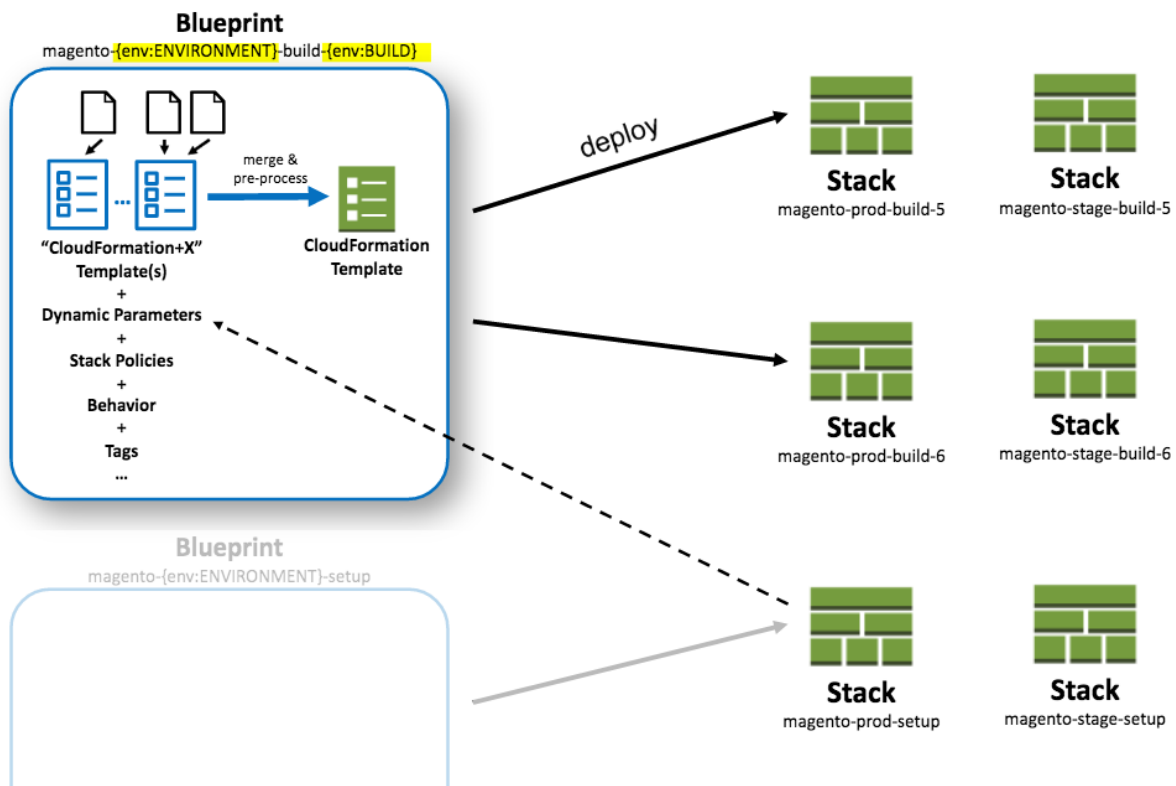 Blueprint
magento-{env:ENVIRONMENT}-build-{env:BUILD}
merge &
pre-process
...
“CloudFormation+X”
Template(s)
+
Dynamic Parameters
+
Stack Policies
+
Behavior
+
Tags
...
CloudFormation
Template
deploy
Stack
magento-prod-build-5
Stack
magento-stage-build-5
Stack
magento-prod-build-6
Stack
magento-stage-build-6
Blueprint
magento-{env:ENVIRONMENT}-setup
Stack
magento-prod-setup
Stack
magento-stage-setup